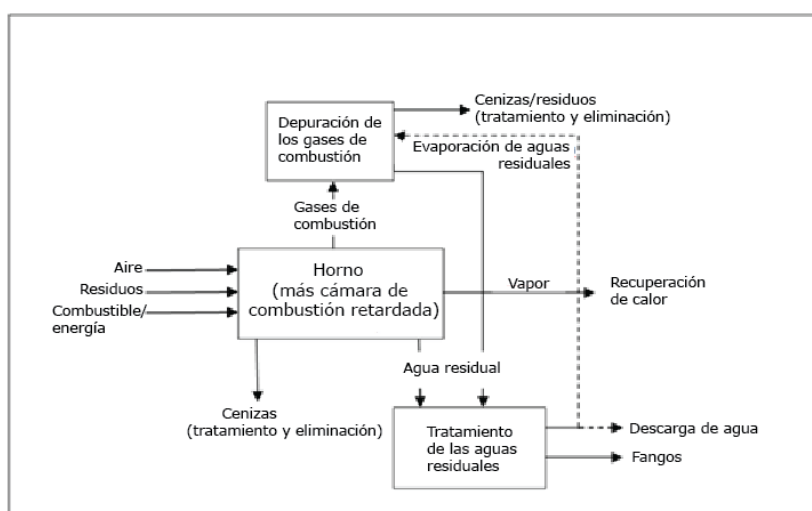 Depuración de
los gases de
combustión
Cenizas/residuos
(tratamiento y eliminación)
Evaporación de aguas
residuales
Gases de
combustión
Aire
Residuos
Combustible/
energía
Horno
(más cámara de
combustión retardada)
Vapor
Recuperación
de calor
Agua residual
Cenizas
(tratamiento y eliminación)
Tratamiento
de las aguas
residuales
Descarga de agua
Fangos